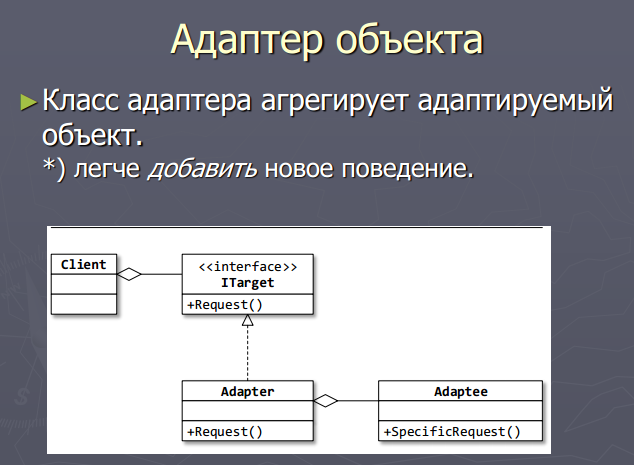 Адаптер объекта
Класс адаптера агрегирует адаптируемый
объект.
*) легче добавить новое поведение.
Client
<<interface>>
ITarget
+Request()
Adapter
+Request()
Adaptee
+SpecificRequest()